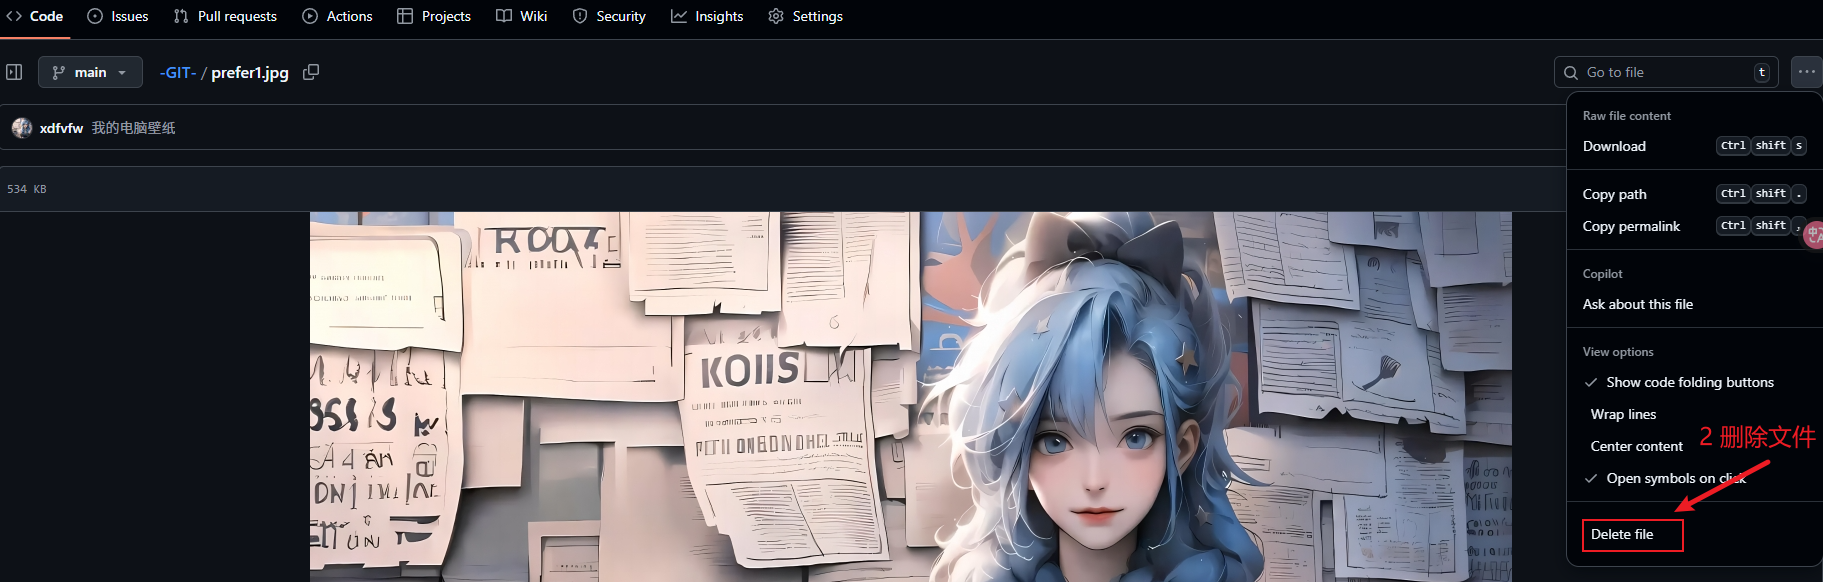 Code Issues Pull requests Actions Projects Wiki Security Insights Settings
main -GIT- / prefer1.jpg Go to file t ...
xdfvfw 我的电脑壁纸
534 KB
Raw file content
Download Ctrl shift s
Copy path Ctrl shift .
Copy permalink Ctrl shift ,
Copilot
Ask about this file
View options
Show code folding buttons
Wrap lines
Center content
2 删除文件
Open symbols on click
Delete file
KOIIS